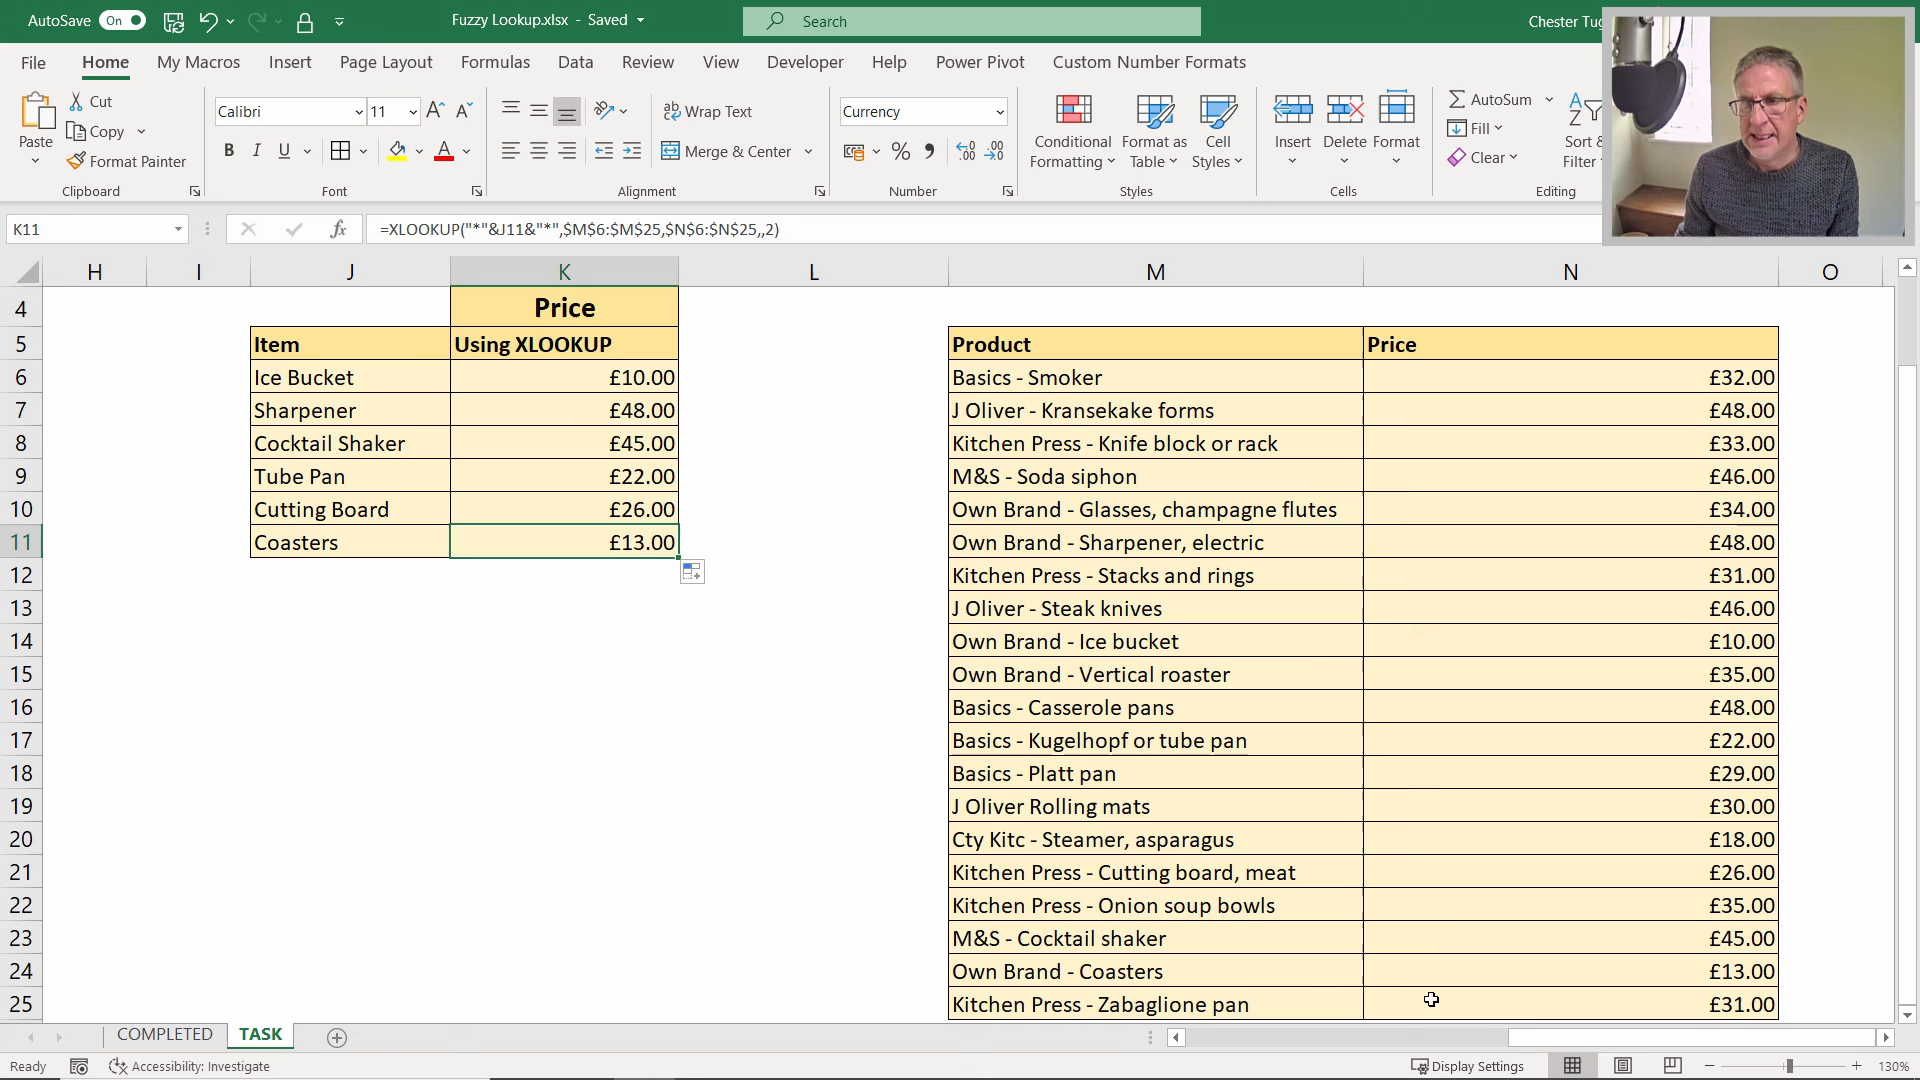 AutoSave On Fuzzy Lookup.xlsx - Saved Search Chester Tug
File Home My Macros Insert Page Layout Formulas Data Review View Developer Help Power Pivot Custom Number Formats
Paste Cut Copy Format Painter Clipboard
Calibri 11 B I U A Font
ab Wrap Text Merge & Center Alignment
Currency % Number
Conditional Formatting Format as Table Cell Styles Styles
Insert Delete Format Cells
AutoSum Fill Clear Sort & Filter Editing
K11 fx =XLOOKUP("*"&J11&"*",$M$6:$M$25,$N$6:$N$25,,2)
H I J K L M N O
4 Price
5 Item Using XLOOKUP Product Price
6 Ice Bucket £10.00 Basics - Smoker £32.00
7 Sharpener £48.00 J Oliver - Kransekake forms £48.00
8 Cocktail Shaker £45.00 Kitchen Press - Knife block or rack £33.00
9 Tube Pan £22.00 M&S - Soda siphon £46.00
10 Cutting Board £26.00 Own Brand - Glasses, champagne flutes £34.00
11 Coasters £13.00 Own Brand - Sharpener, electric £48.00
12 Kitchen Press - Stacks and rings £31.00
13 J Oliver - Steak knives £46.00
14 Own Brand - Ice bucket £10.00
15 Own Brand - Vertical roaster £35.00
16 Basics - Casserole pans £48.00
17 Basics - Kugelhopf or tube pan £22.00
18 Basics - Platt pan £29.00
19 J Oliver Rolling mats £30.00
20 Cty Kitc - Steamer, asparagus £18.00
21 Kitchen Press - Cutting board, meat £26.00
22 Kitchen Press - Onion soup bowls £35.00
23 M&S - Cocktail shaker £45.00
24 Own Brand - Coasters £13.00
25 Kitchen Press - Zabaglione pan £31.00
COMPLETED TASK
Ready Accessibility: Investigate Display Settings 130%